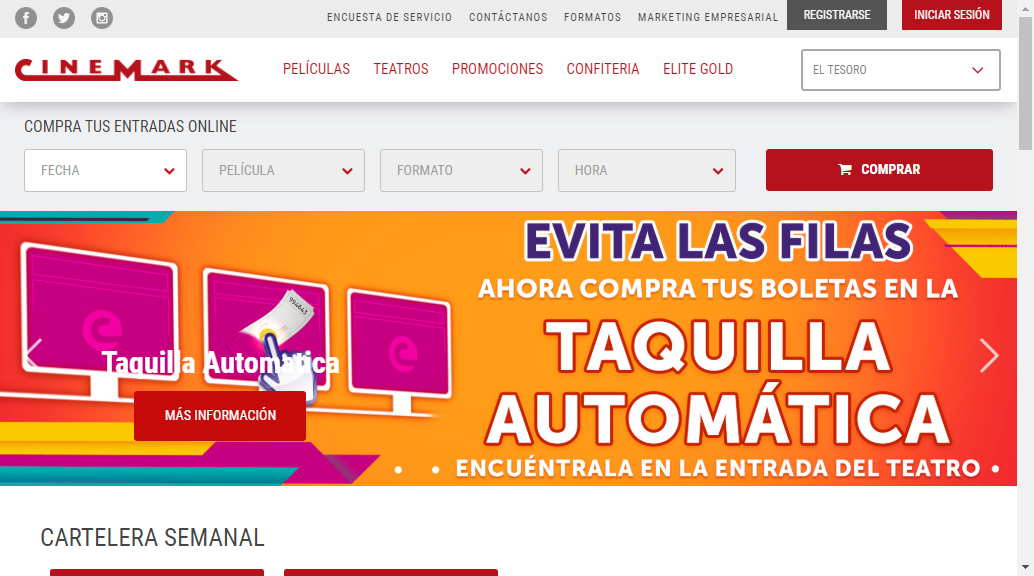 ENCUESTA DE SERVICIO CONTÁCTANOS FORMATOS MARKETING EMPRESARIAL REGISTRARSE INICIAR SESIÓN
CINEMARK PELÍCULAS TEATROS PROMOCIONES CONFITERIA ELITE GOLD EL TESORO
COMPRA TUS ENTRADAS ONLINE
FECHA PELÍCULA FORMATO HORA COMPRAR
EVITA LAS FILAS
AHORA COMPRA TUS BOLETAS EN LA
TAQUILLA
AUTOMÁTICA
ENCUÉNTRALA EN LA ENTRADA DEL TEATRO
994643
Taquilla Automatica
MÁS INFORMACIÓN
CARTELERA SEMANAL